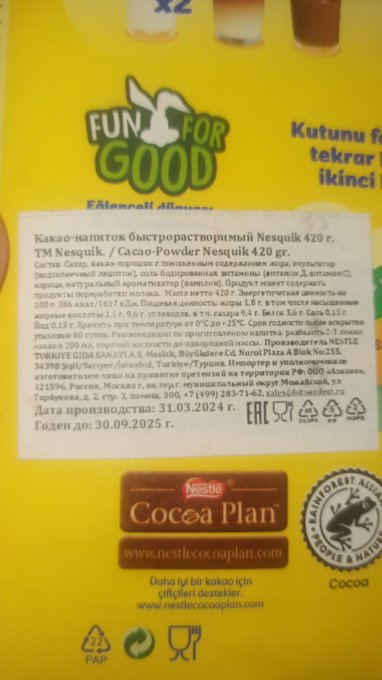 x2
FUN FOR
GOOD
Kutunu
tekrar
ikinci
Eğlenceli dünyası
Какао-напиток быстрорастворимый Nesquik 420 г.
TM Nesquik. / Cacao-Powder Nesquik 420 gr.
Состав: Сахар, какао-порошок с пониженным содержанием жира, эмульгатор
(подсолнечный лецитин), соль йодированная, витамины (витамин Д, витамин С),
корица, натуральный ароматизатор (ванилин). Продукт может содержать
продукты переработки молока. Масса нетто 420 г. Энергетическая ценность на
100 г. 386 ккал/1617 кДж. Пищевая ценность: жиры 1,8 г. в том числе насыщенные
жирные кислоты 1,1 г., 9,6 г. углеводов, в т.ч. сахара 9,4 г. Белок 3,6 г. Соль 0,15 г.
Йод 0,15 г. Хранить при температуре от 0°С до +25°С. Срок годности после вскрытия
упаковки 60 суток. Рекомендации по приготовлению напитка: разбавить 2-3 ложки
какао в 200 мл. горячей жидкости до однородной массы. Производитель NESTLE
TURKIYE GIDA SANAYI A.S, Maslak, Büyükdere Cd. Nurol Plaza A Blok No:255,
34398 Şişli/Sarıyer/İstanbul, Turkiye/Турция. Импортер и уполномоченное
изготовителем лицо на принятие претензий на территории РФ: ООО
121596, Россия, Москва г, вн.тер.г. муниципальный округ Можайский, ул
Горбунова, д. 2, стр. 3, помещ. 300, +7 (499) 283-71-62,
Дата производства: 31.03.2024 г.
Годен до: 30.09.2025 г.
EAC
Nestlé
Cocoa Plan™
www.nestlecocoaplan.com
RAINFOREST
PEOPLE & NATURE
Cocoa
Daha iyi bir kakao için
çiftçileri destekler.
www.nestlecocoaplan.com
22
PAP